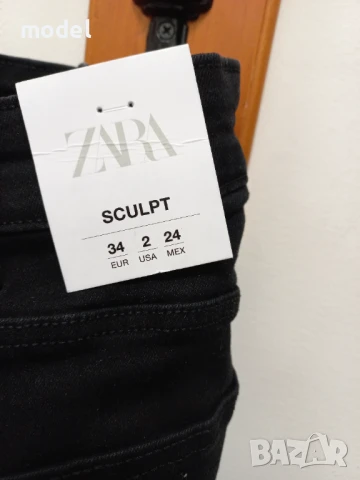 model
ZARA
SCULPT
34 2 24
EUR USA MEX
BAZAR